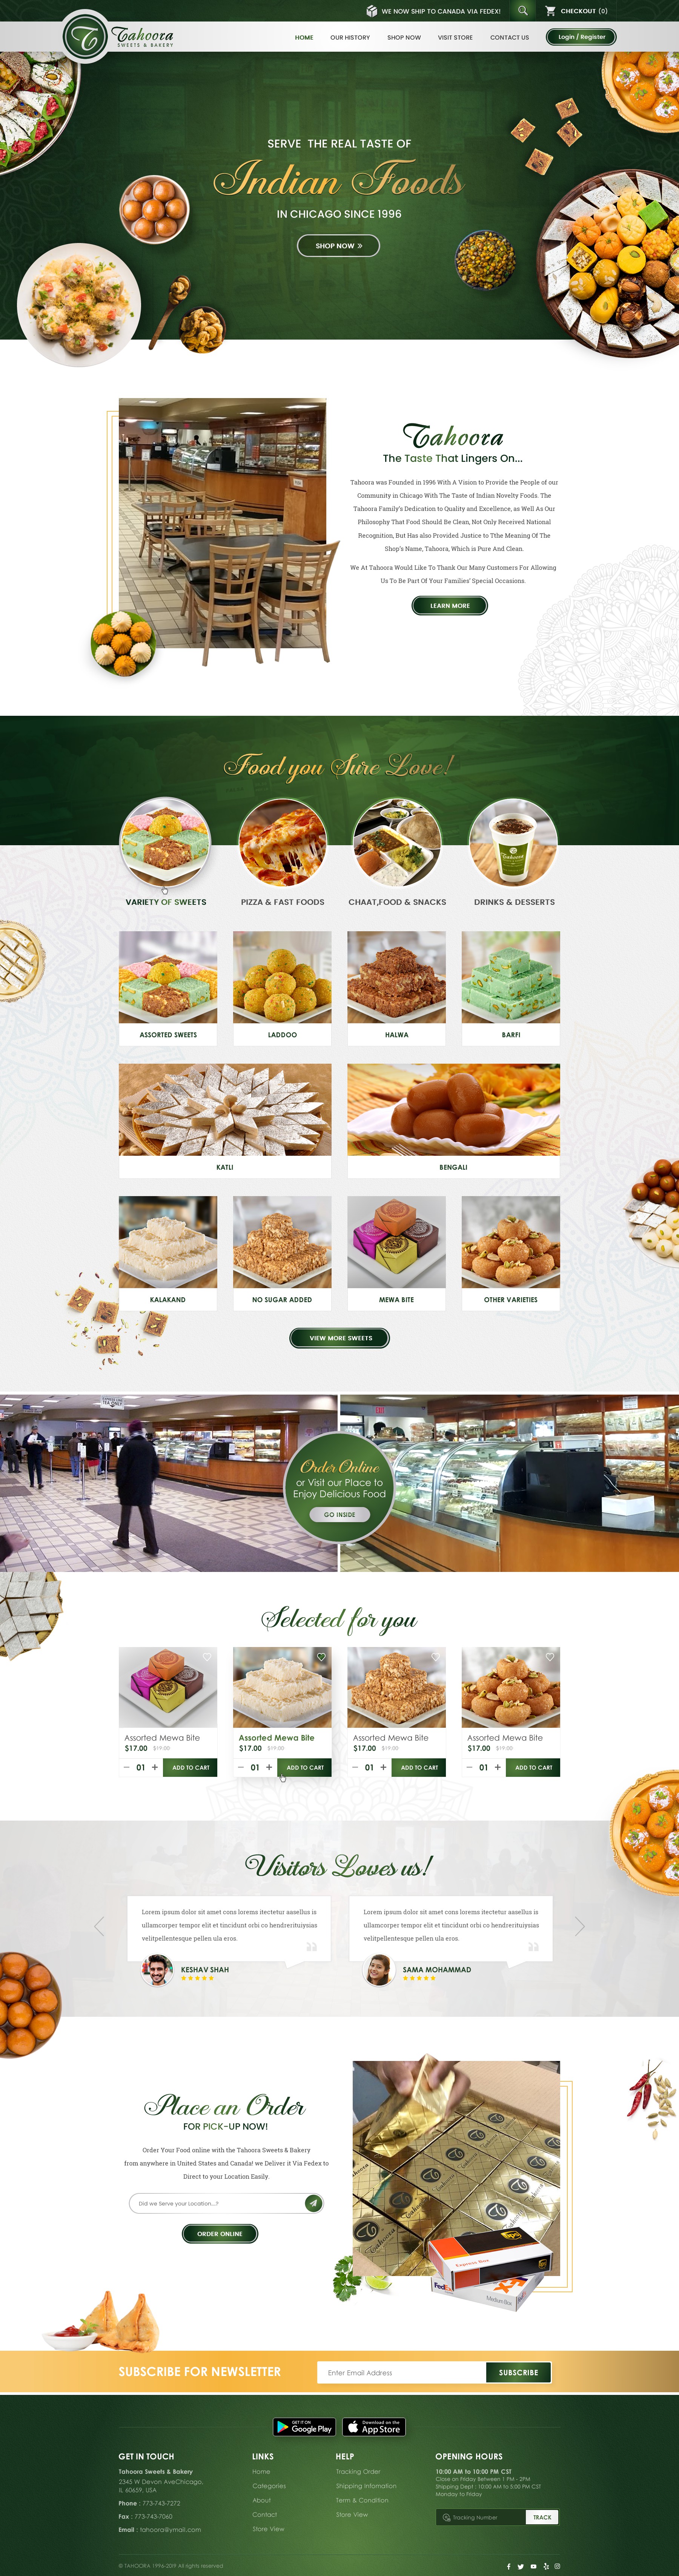 WE NOW SHIP TO CANADA VIA FEDEX!
CHECKOUT (0)
Tahoora
SWEETS & BAKERY
HOME
OUR HISTORY
SHOP NOW
VISIT STORE
CONTACT US
Login / Register
SERVE THE REAL TASTE OF
Indian Foods
IN CHICAGO SINCE 1996
SHOP NOW »
Tahoora
The Taste That Lingers On...
Tahoora was Founded in 1996 With A Vision to Provide the People of our
Community in Chicago With The Taste of Indian Novelty Foods. The
Tahoora Family's Dedication to Quality and Excellence, as Well As Our
Philosophy That Food Should Be Clean, Not Only Received National
Recognition, But Has also Provided Justice to Tthe Meaning Of The
Shop's Name, Tahoora, Which is Pure And Clean.
We At Tahoora Would Like To Thank Our Many Customers For Allowing
Us To Be Part Of Your Families' Special Occasions.
LEARN MORE
Food you Sure Love!
Tahoora
VARIETY OF SWEETS
PIZZA & FAST FOODS
CHAAT,FOOD & SNACKS
DRINKS & DESSERTS
ASSORTED SWEETS
LADDOO
HALWA
BARFI
KATLI
BENGALI
KALAKAND
NO SUGAR ADDED
MEWA BITE
OTHER VARIETIES
VIEW MORE SWEETS
Order Online
or Visit our Place to
Enjoy Delicious Food
GO INSIDE
Selected for you
Assorted Mewa Bite
$17.00 $19.00
01
ADD TO CART
Assorted Mewa Bite
$17.00 $19.00
01
ADD TO CART
Assorted Mewa Bite
$17.00 $19.00
01
ADD TO CART
Assorted Mewa Bite
$17.00 $19.00
01
ADD TO CART
Visitors Loves us!
Lorem ipsum dolor sit amet cons lorems itectetur aasellus is
ullamcorper tempor elit et tincidunt orbi co hendrerituiysias
velitpellentesque pellen ula eros.
KESHAV SHAH
Lorem ipsum dolor sit amet cons lorems itectetur aasellus is
ullamcorper tempor elit et tincidunt orbi co hendrerituiysias
velitpellentesque pellen ula eros.
SAMA MOHAMMAD
Place an Order
FOR PICK-UP NOW!
Order Your Food online with the Tahoora Sweets & Bakery
from anywhere in United States and Canada! we Deliver it Via Fedex to
Direct to your Location Easily.
Did we Serve your Location...?
ORDER ONLINE
Express Box
ups
FedEx
Medium Box
SUBSCRIBE FOR NEWSLETTER
Enter Email Address
SUBSCRIBE
GET IT ON
Google Play
Download on the
App Store
GET IN TOUCH
Tahoora Sweets & Bakery
2345 W Devon AveChicago,
IL 60659, USA
Phone : 773-743-7272
Fax : 773-743-7060
Email : tahoora@ymail.com
LINKS
Home
Categories
About
Contact
Store View
HELP
Tracking Order
Shipping Information
Term & Condition
Store View
OPENING HOURS
10:00 AM to 10:00 PM CST
Close on Friday Between 1 PM - 2PM
Shipping Dept : 10:00 AM to 5:00 PM CST
Monday to Friday
Tracking Number
TRACK
© TAHOORA 1996-2019 All rights reserved